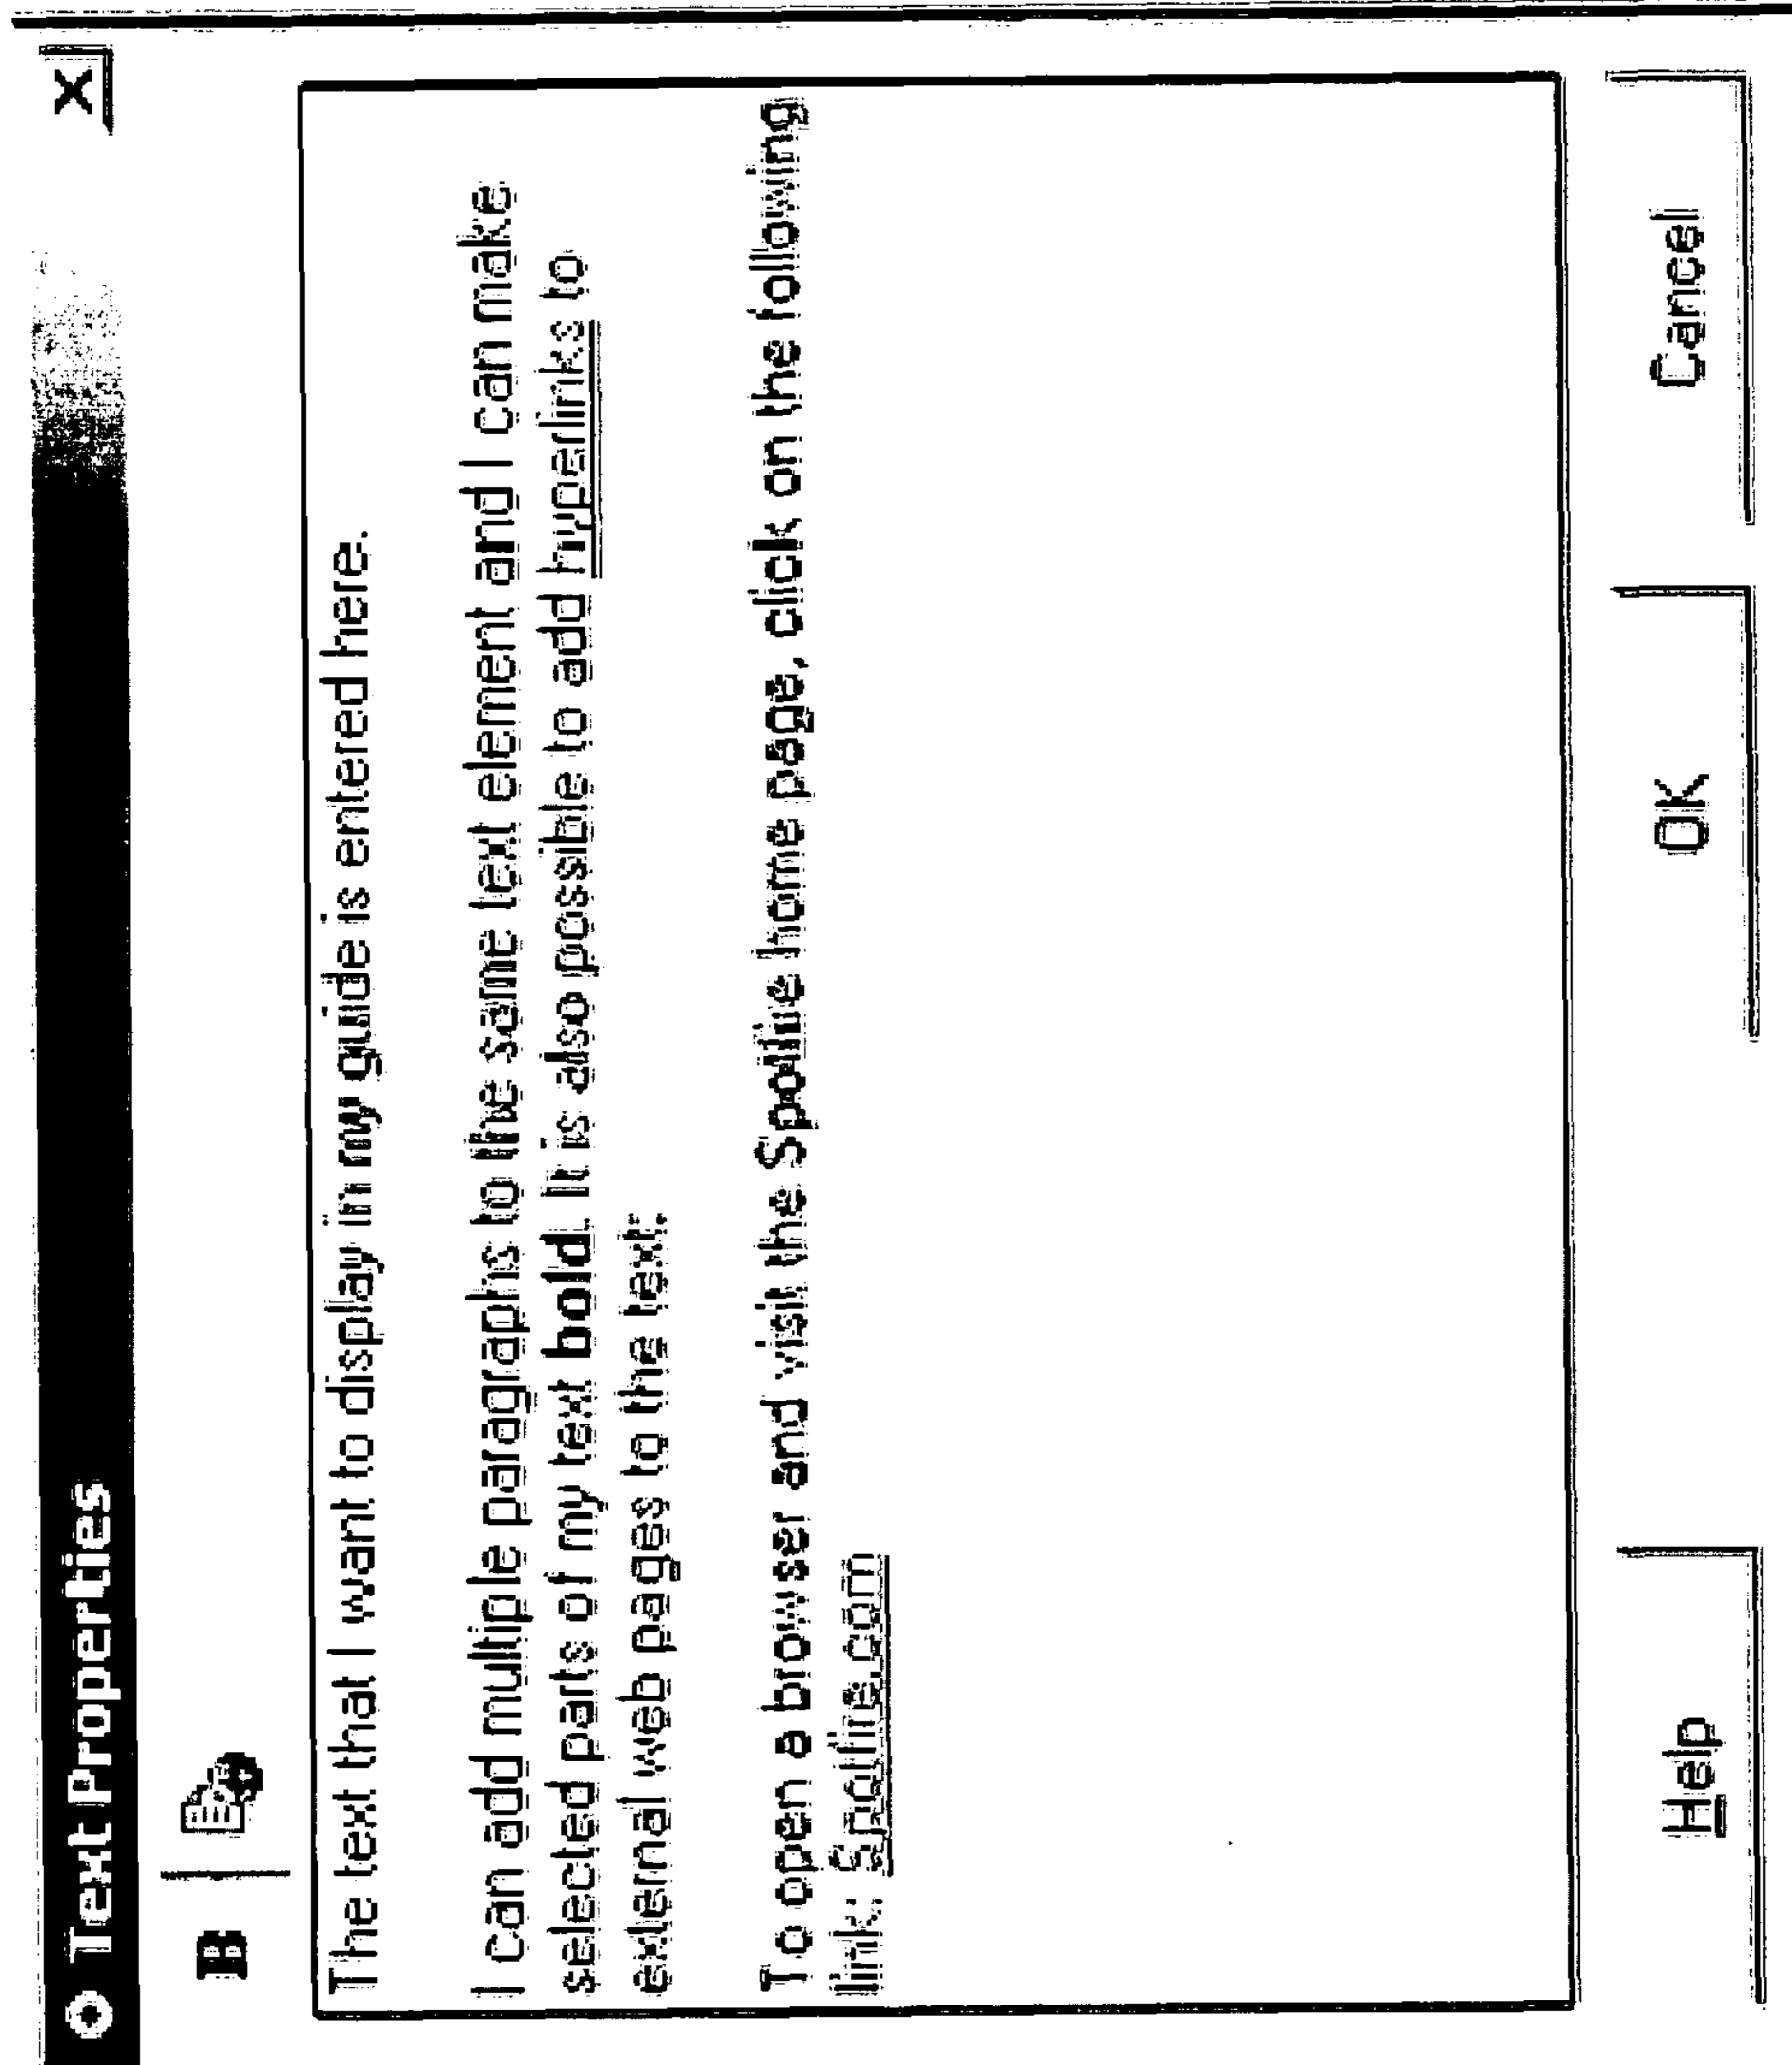 Text Properties
X
B
The text that I want to display in my guide is entered here.
I can add multiple paragraphs to the same text element and I can make
selected parts of my text bold. It is also possible to add hyperlinks to
external web pages to the text.
To open a browser and visit the Spotfire home page, click on the following
link: Spotfire.com
Help
OK
Cancel